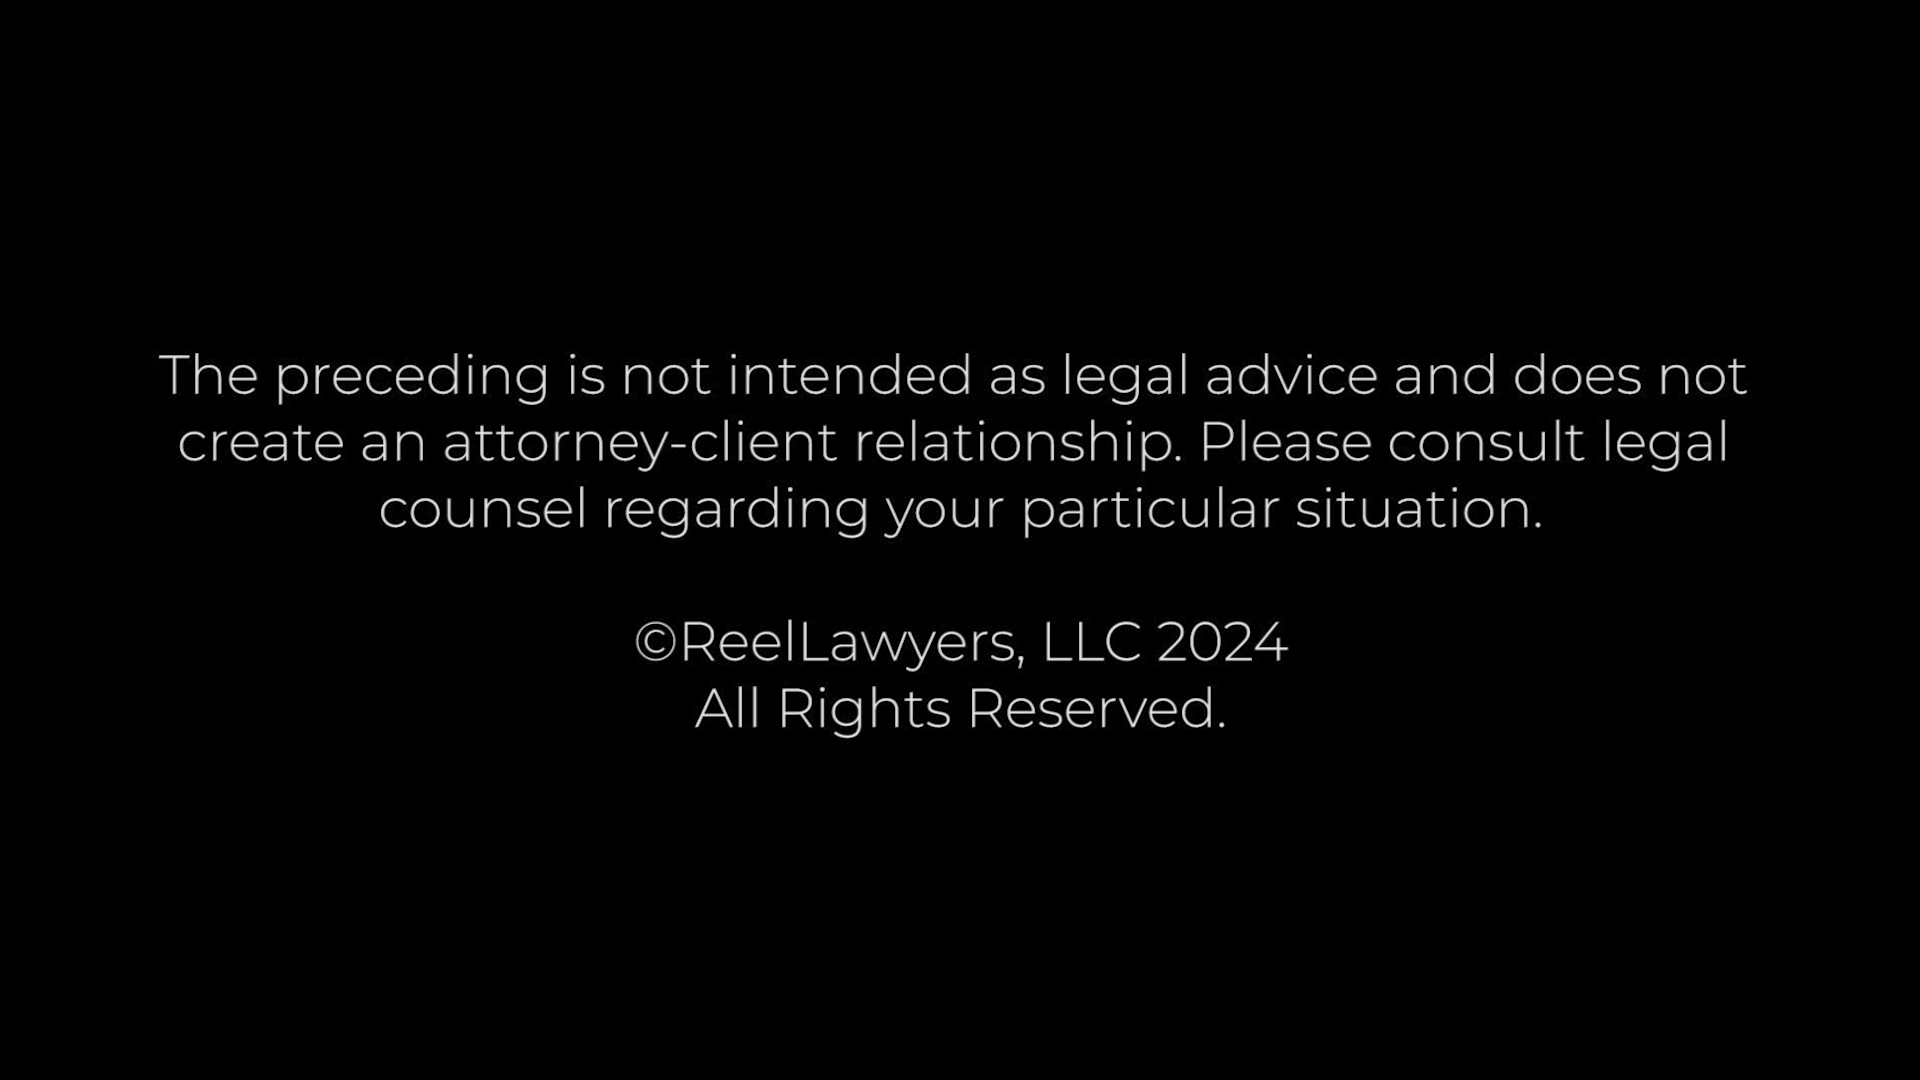 The preceding is not intended as legal advice and does not
create an attorney-client relationship. Please consult legal
counsel regarding your particular situation.
©ReelLawyers, LLC 2024
All Rights Reserved.